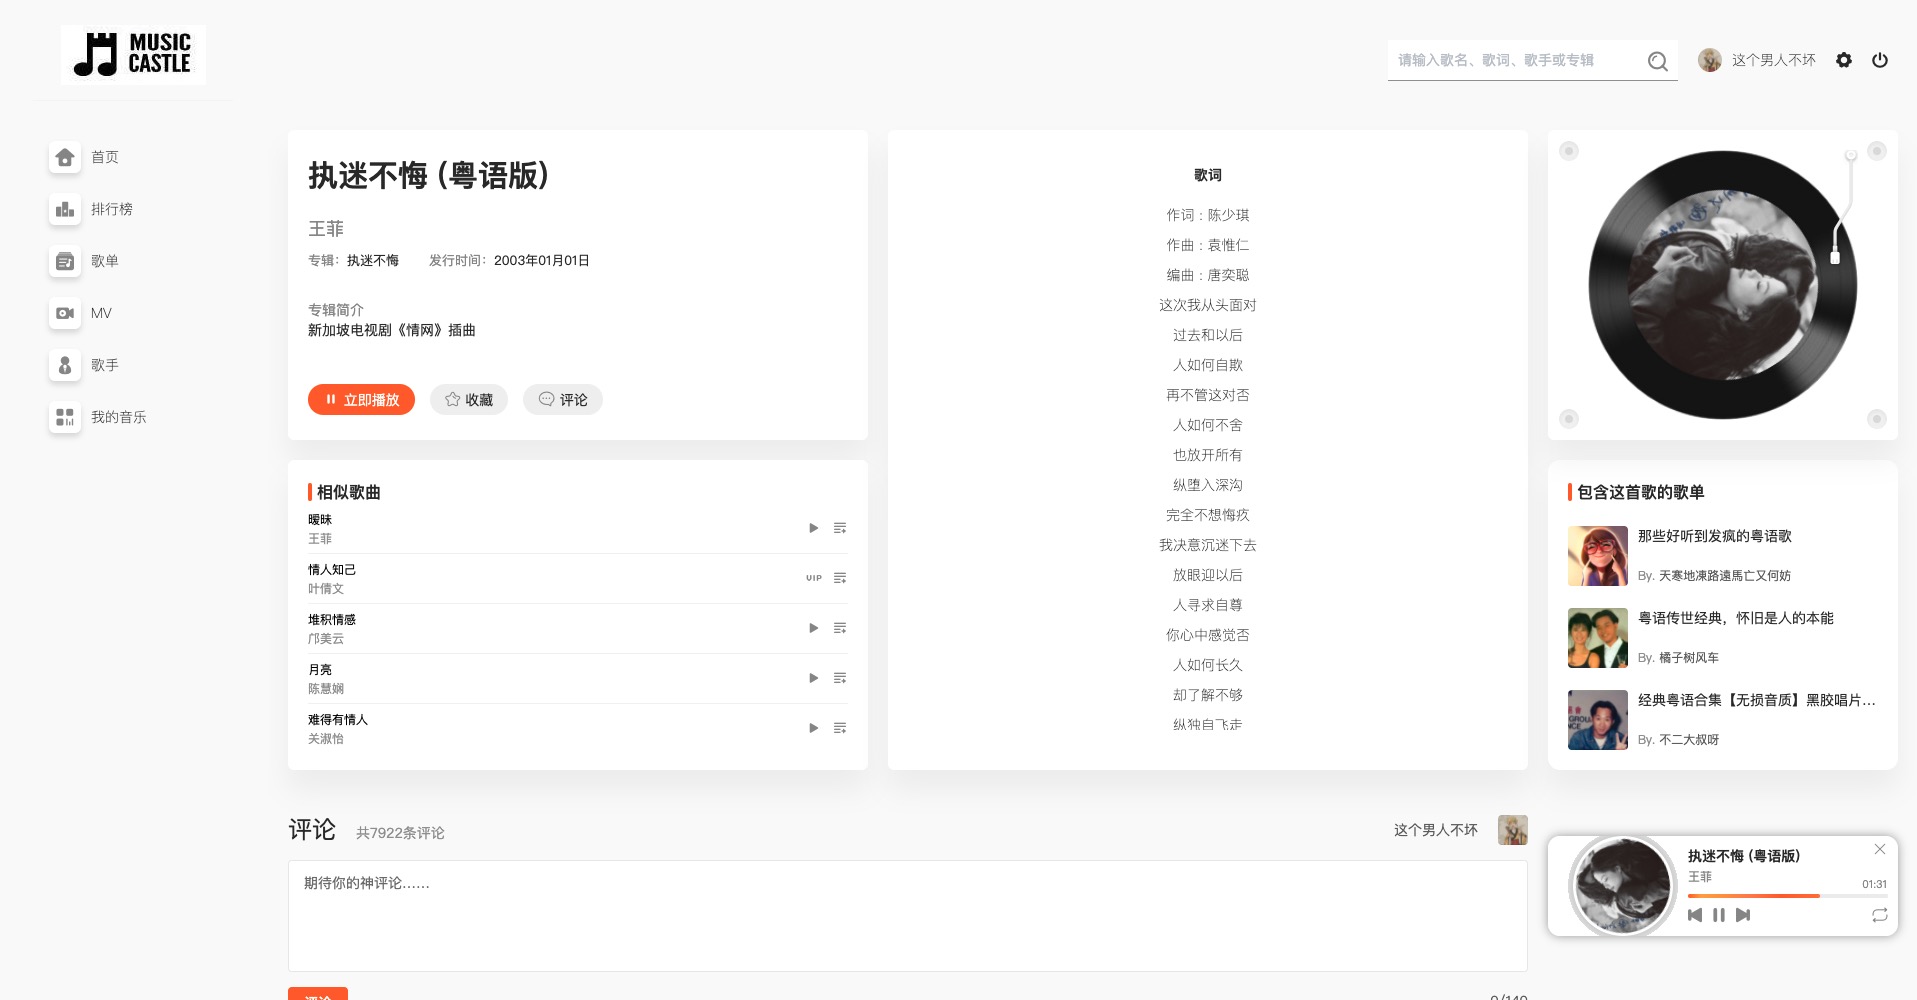 MUSIC
CASTLE
请输入歌名、歌词、歌手或专辑
这个男人不坏
首页
排行榜
歌单
MV
歌手
我的音乐
执迷不悔 (粤语版)
王菲
专辑：执迷不悔 发行时间：2003年01月01日
专辑简介
新加坡电视剧《情网》插曲
立即播放
收藏
评论
相似歌曲
暧昧
王菲
情人知己
叶倩文
VIP
堆积情感
邝美云
月亮
陈慧娴
难得有情人
关淑怡
歌词
作词 : 陈少琪
作曲 : 袁惟仁
编曲 : 唐奕聪
这次我从头面对
过去和以后
人如何自欺
再不管这对否
人如何不舍
也放开所有
纵堕入深沟
完全不想悔疚
我决意沉迷下去
放眼迎以后
人寻求自尊
你心中感觉否
人如何长久
却了解不够
纵独自飞走
包含这首歌的歌单
那些好听到发疯的粤语歌
By. 天寒地凍路遠馬亡又何妨
粤语传世经典，怀旧是人的本能
By. 橘子树风车
经典粤语合集【无损音质】黑胶唱片...
By. 不二大叔呀
评论 共7922条评论
这个男人不坏
期待你的神评论……
评论
0/140
执迷不悔 (粤语版)
王菲
01:31